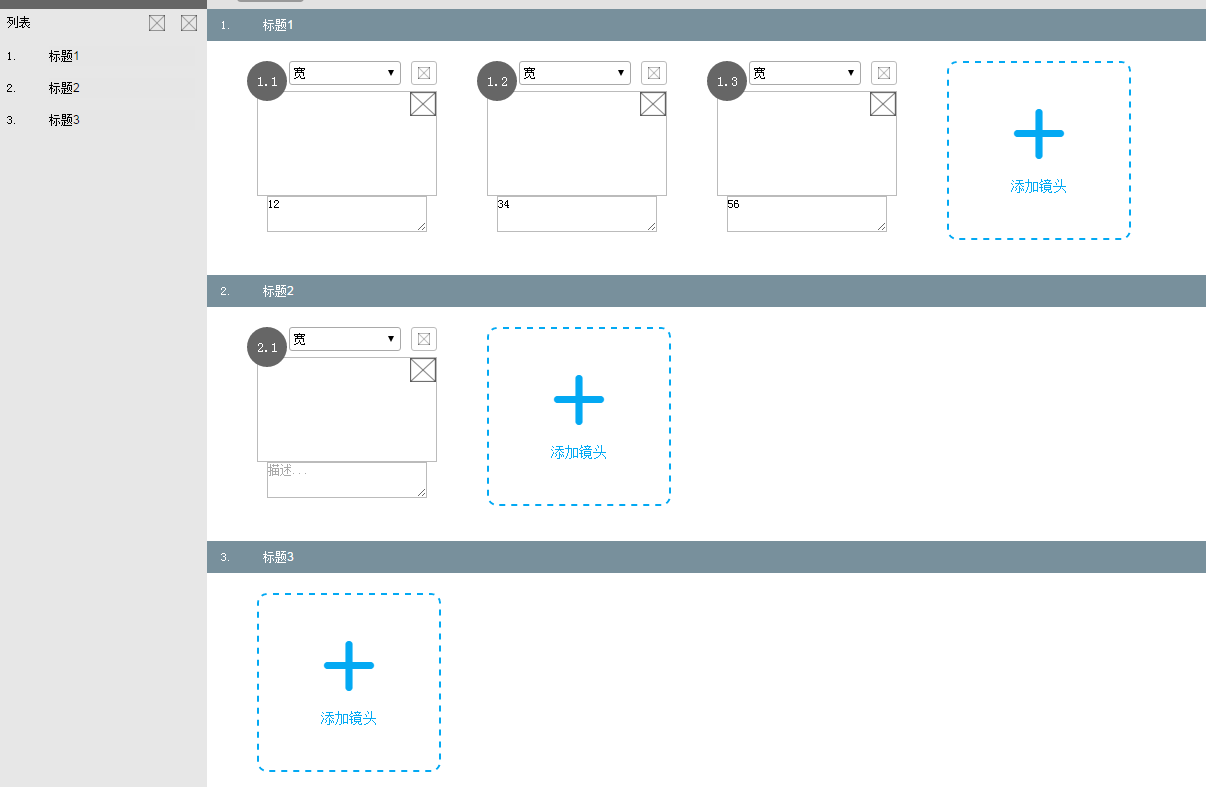 列表
1. 标题1
2. 标题2
3. 标题3
1. 标题1
1.1 宽 1.2 宽 1.3 宽
添加镜头
12 34 56
2. 标题2
2.1 宽
添加镜头
描述...
3. 标题3
添加镜头